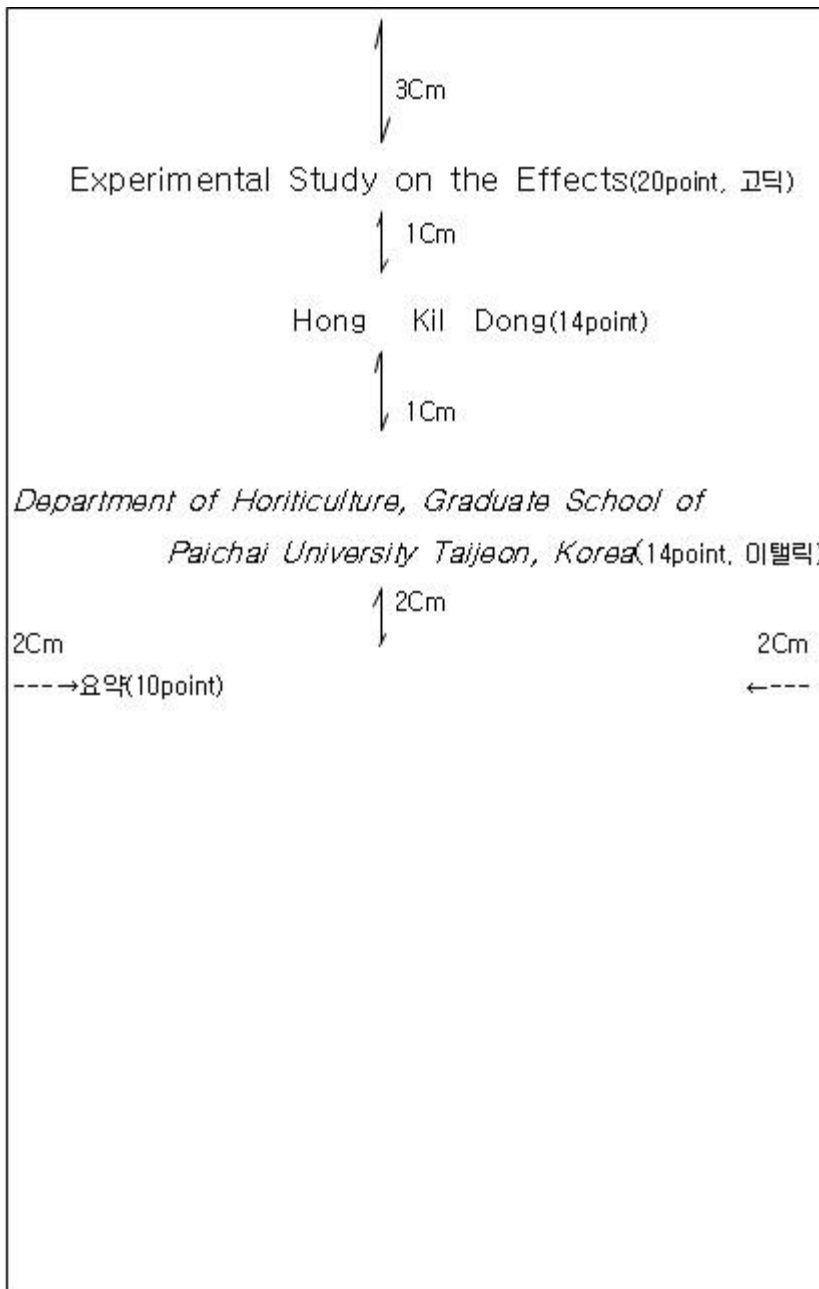 3Cm
Experimental Study on the Effects(20point, 고딕)
1Cm
Hong Kil Dong(14point)
1Cm
Department of Horiticulture, Graduate School of
Paichai University Taijeon, Korea(14point, 이탤릭)
2Cm
2Cm 2Cm
---→요약(10point) ←---